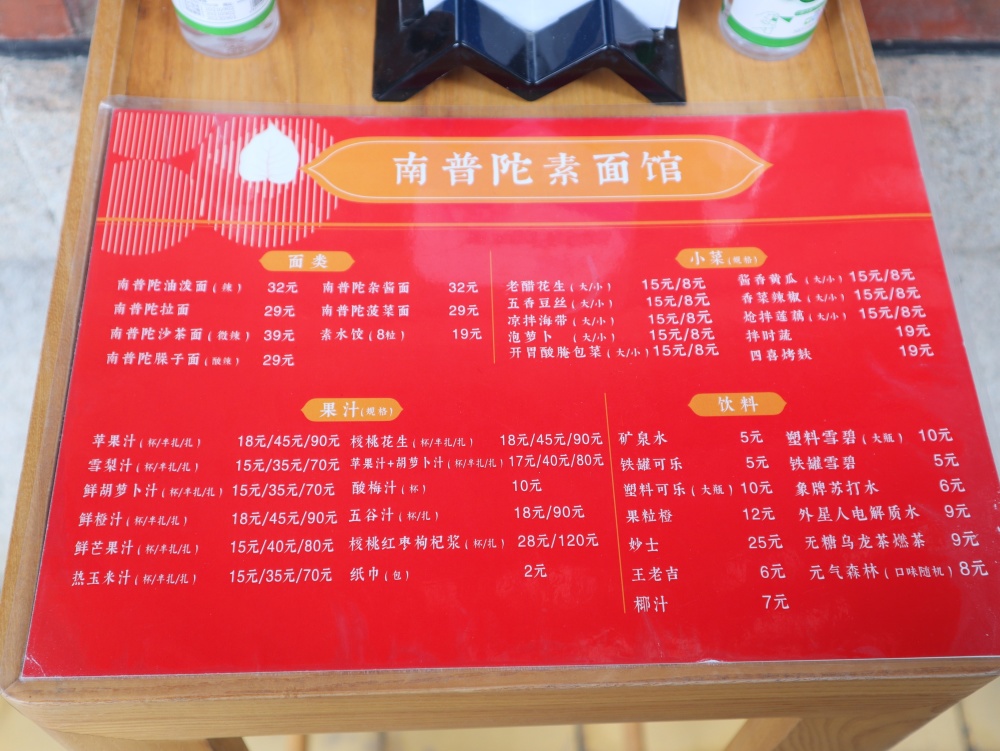 南普陀素面馆
面类
南普陀油泼面(辣) 32元 南普陀杂酱面 32元
南普陀拉面 29元 南普陀菠菜面 29元
南普陀沙茶面(微辣) 39元 素水饺(8粒) 19元
南普陀臊子面(酸辣) 29元
小菜(规格)
老醋花生(大/小) 15元/8元 酱香黄瓜(大/小) 15元/8元
五香豆丝(大/小) 15元/8元 香菜辣椒(大/小) 15元/8元
凉拌海带(大/小) 15元/8元 炝拌莲藕(大/小) 15元/8元
泡萝卜(大/小) 15元/8元 拌时蔬 19元
开胃酸腌包菜(大/小) 15元/8元 四喜烤麸 19元
果汁(规格)
苹果汁(杯/半扎/扎) 18元/45元/90元 核桃花生(杯/半扎/扎) 18元/45元/90元
雪梨汁(杯/半扎/扎) 15元/35元/70元 苹果汁+胡萝卜汁(杯/半扎/扎) 17元/40元/80元
鲜胡萝卜汁(杯/半扎/扎) 15元/35元/70元 酸梅汁(杯) 10元
鲜橙汁(杯/半扎/扎) 18元/45元/90元 五谷汁(杯/扎) 18元/90元
鲜芒果汁(杯/半扎/扎) 15元/40元/80元 核桃红枣枸杞浆(杯/扎) 28元/120元
热玉米汁(杯/半扎/扎) 15元/35元/70元 纸巾(包) 2元
饮料
矿泉水 5元 塑料雪碧(大瓶) 10元
铁罐可乐 5元 铁罐雪碧 5元
塑料可乐(大瓶) 10元 象牌苏打水 6元
果粒橙 12元 外星人电解质水 9元
妙士 25元 无糖乌龙茶燃茶 9元
王老吉 6元 元气森林(口味随机) 8元
椰汁 7元